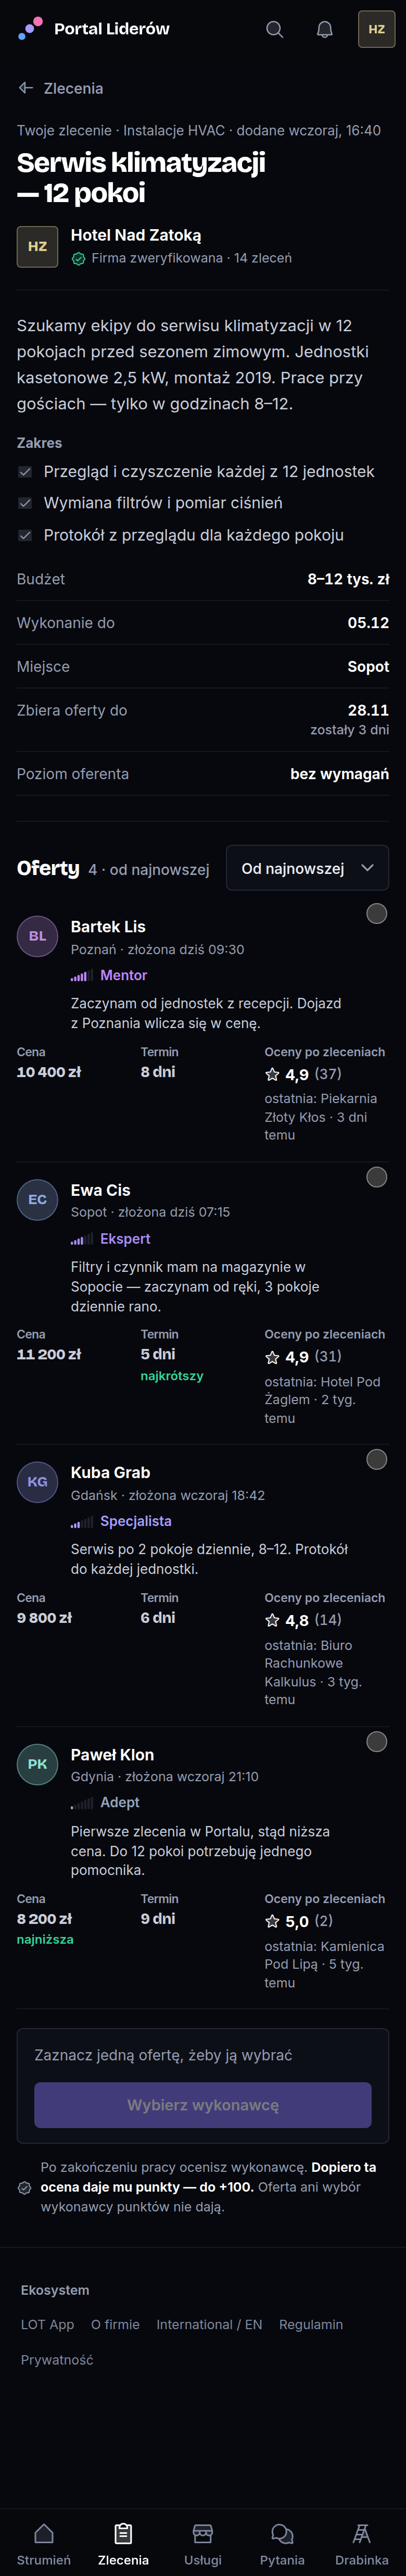 Portal Liderów
HZ
Zlecenia
Twoje zlecenie · Instalacje HVAC · dodane wczoraj, 16:40
Serwis klimatyzacji
— 12 pokoi
HZ
Hotel Nad Zatoką
Firma zweryfikowana · 14 zleceń
Szukamy ekipy do serwisu klimatyzacji w 12
pokojach przed sezonem zimowym. Jednostki
kasetonowe 2,5 kW, montaż 2019. Prace przy
gościach — tylko w godzinach 8–12.
Zakres
Przegląd i czyszczenie każdej z 12 jednostek
Wymiana filtrów i pomiar ciśnień
Protokół z przeglądu dla każdego pokoju
Budżet 8–12 tys. zł
Wykonanie do 05.12
Miejsce Sopot
Zbiera oferty do 28.11
zostały 3 dni
Poziom oferenta bez wymagań
Oferty 4 · od najnowszej Od najnowszej
BL
Bartek Lis
Poznań · złożona dziś 09:30
Mentor
Zaczynam od jednostek z recepcji. Dojazd
z Poznania wlicza się w cenę.
Cena Termin Oceny po zleceniach
10 400 zł 8 dni 4,9 (37)
ostatnia: Piekarnia
Złoty Kłos · 3 dni
temu
EC
Ewa Cis
Sopot · złożona dziś 07:15
Ekspert
Filtry i czynnik mam na magazynie w
Sopocie — zaczynam od ręki, 3 pokoje
dziennie rano.
Cena Termin Oceny po zleceniach
11 200 zł 5 dni 4,9 (31)
najkrótszy
ostatnia: Hotel Pod
Żaglem · 2 tyg.
temu
KG
Kuba Grab
Gdańsk · złożona wczoraj 18:42
Specjalista
Serwis po 2 pokoje dziennie, 8–12. Protokół
do każdej jednostki.
Cena Termin Oceny po zleceniach
9 800 zł 6 dni 4,8 (14)
ostatnia: Biuro
Rachunkowe
Kalkulus · 3 tyg.
temu
PK
Paweł Klon
Gdynia · złożona wczoraj 21:10
Adept
Pierwsze zlecenia w Portalu, stąd niższa
cena. Do 12 pokoi potrzebuję jednego
pomocnika.
Cena Termin Oceny po zleceniach
8 200 zł 9 dni 5,0 (2)
najniższa
ostatnia: Kamienica
Pod Lipą · 5 tyg.
temu
Zaznacz jedną ofertę, żeby ją wybrać
Wybierz wykonawcę
Po zakończeniu pracy ocenisz wykonawcę. Dopiero ta
ocena daje mu punkty — do +100. Oferta ani wybór
wykonawcy punktów nie dają.
Ekosystem
LOT App O firmie International / EN Regulamin
Prywatność
Strumień Zlecenia Usługi Pytania Drabinka